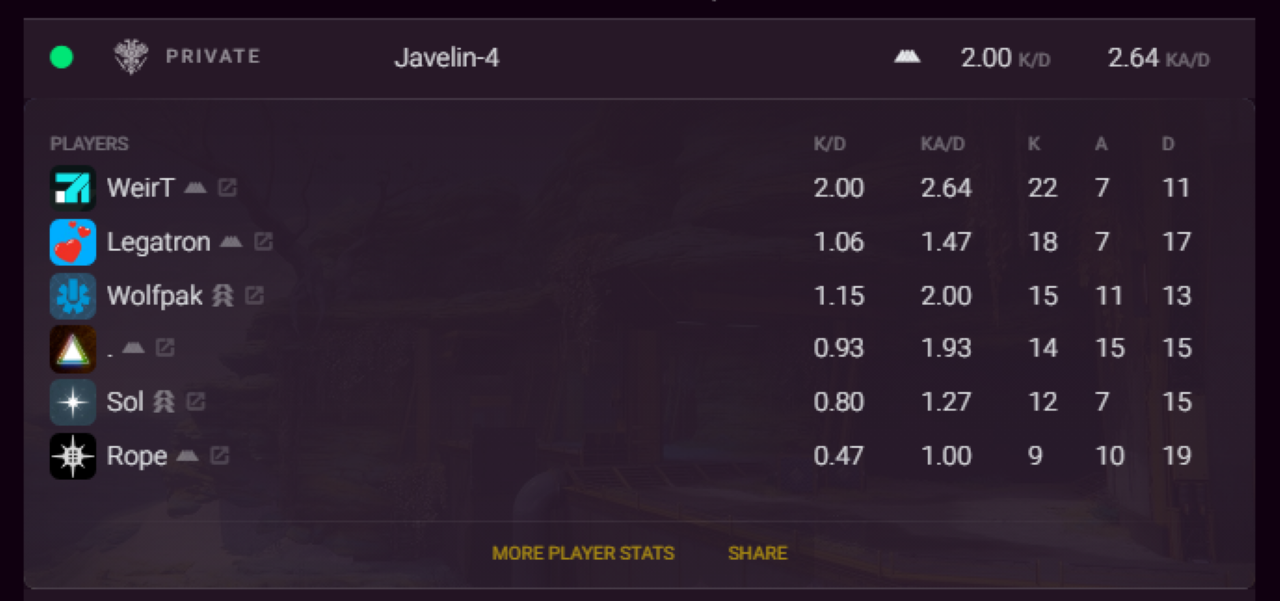 PRIVATE Javelin-4 2.00 K/D 2.64 KA/D
PLAYERS K/D KA/D K A D
WeirT 2.00 2.64 22 7 11
Legatron 1.06 1.47 18 7 17
Wolfpak 1.15 2.00 15 11 13
. 0.93 1.93 14 15 15
Sol 0.80 1.27 12 7 15
Rope 0.47 1.00 9 10 19
MORE PLAYER STATS SHARE